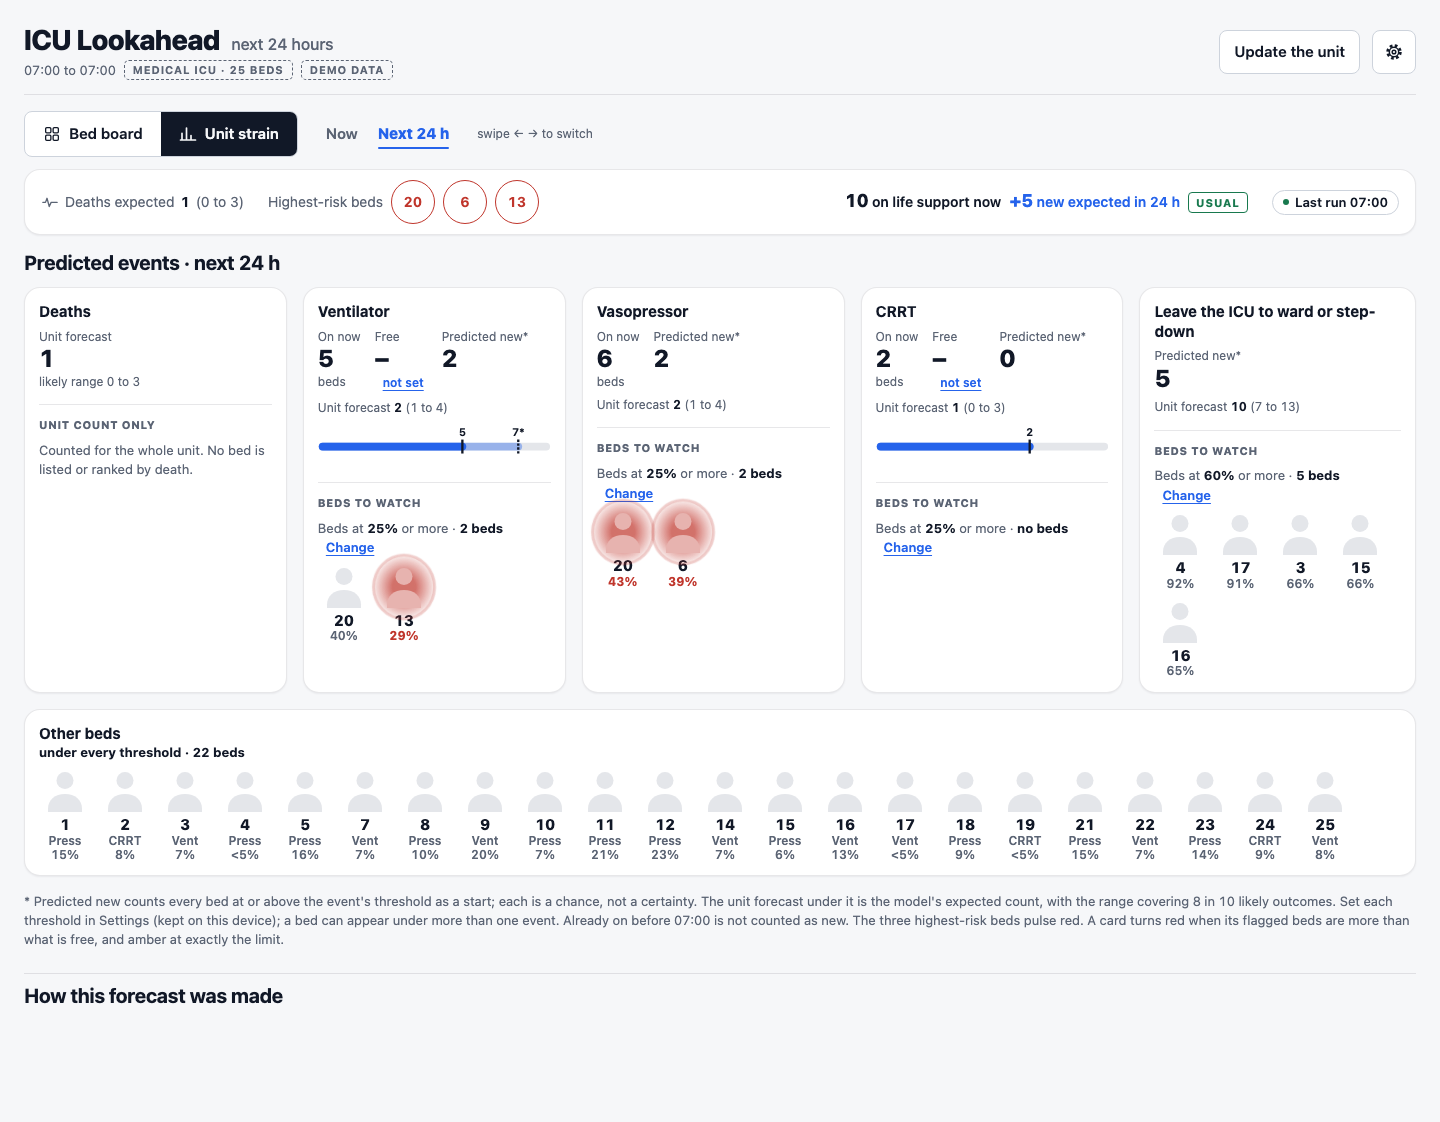 ICU Lookahead next 24 hours
07:00 to 07:00 MEDICAL ICU · 25 BEDS DEMO DATA
Update the unit
Bed board
Unit strain
Now
Next 24 h
swipe ← → to switch
Deaths expected 1 (0 to 3)
Highest-risk beds 20 6 13
10 on life support now +5 new expected in 24 h USUAL
Last run 07:00
Predicted events · next 24 h
Deaths
Unit forecast
1
likely range 0 to 3
UNIT COUNT ONLY
Counted for the whole unit. No bed is
listed or ranked by death.
Ventilator
On now Free Predicted new*
5 – 2
beds not set
Unit forecast 2 (1 to 4)
5 7*
BEDS TO WATCH
Beds at 25% or more · 2 beds
Change
20 13
40% 29%
Vasopressor
On now Predicted new*
6 2
beds
Unit forecast 2 (1 to 4)
BEDS TO WATCH
Beds at 25% or more · 2 beds
Change
20 6
43% 39%
CRRT
On now Free Predicted new*
2 – 0
beds not set
Unit forecast 1 (0 to 3)
2
BEDS TO WATCH
Beds at 25% or more · no beds
Change
Leave the ICU to ward or step-
down
Predicted new*
5
Unit forecast 10 (7 to 13)
BEDS TO WATCH
Beds at 60% or more · 5 beds
Change
4 17 3 15
92% 91% 66% 66%
16
65%
Other beds
under every threshold · 22 beds
1 2 3 4 5 7 8 9 10 11 12 14 15 16 17 18 19 21 22 23 24 25
Press CRRT Vent Press Press Vent Press Vent Press Press Press Vent Press Vent Vent Press CRRT Press Vent Press CRRT Vent
15% 8% 7% <5% 16% 7% 10% 20% 7% 21% 23% 7% 6% 13% <5% 9% <5% 15% 7% 14% 9% 8%
* Predicted new counts every bed at or above the event's threshold as a start; each is a chance, not a certainty. The unit forecast under it is the model's expected count, with the range covering 8 in 10 likely outcomes. Set each
threshold in Settings (kept on this device); a bed can appear under more than one event. Already on before 07:00 is not counted as new. The three highest-risk beds pulse red. A card turns red when its flagged beds are more than
what is free, and amber at exactly the limit.
How this forecast was made